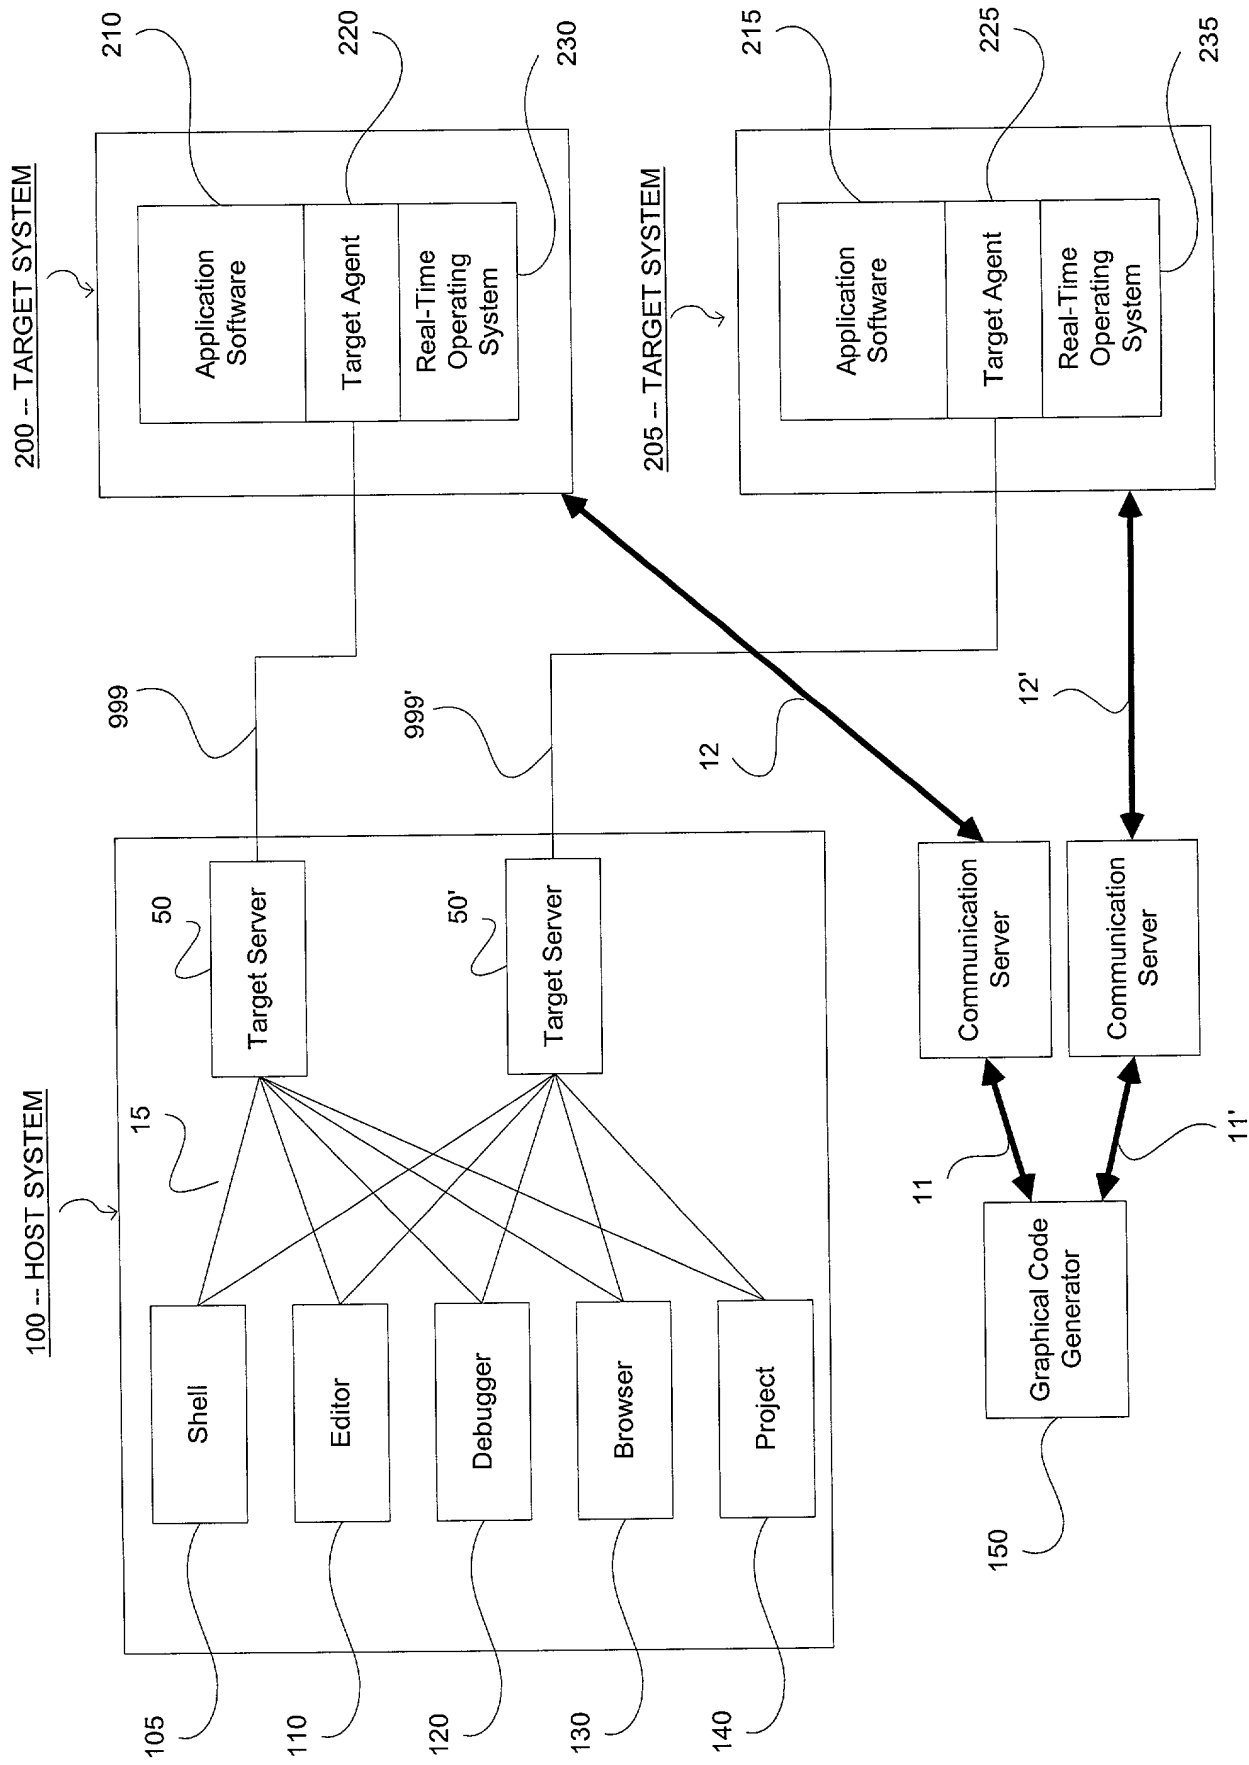 100 -- HOST SYSTEM
200 -- TARGET SYSTEM
105
Shell
110
Editor
120
Debugger
130
Browser
140
Project
15
50
Target Server
50'
Target Server
999
999'
210
Application
Software
220
Target Agent
230
Real-Time
Operating
System
205 -- TARGET SYSTEM
215
Application
Software
225
Target Agent
235
Real-Time
Operating
System
12
12'
150
Graphical Code
Generator
11
11'
Communication
Server
Communication
Server